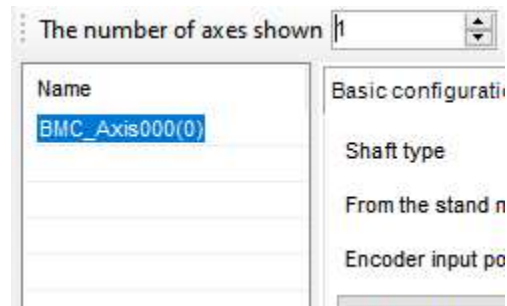 The number of axes shown 1
Name
BMC_Axis000(0)
Basic configurati
Shaft type
From the stand
Encoder input po